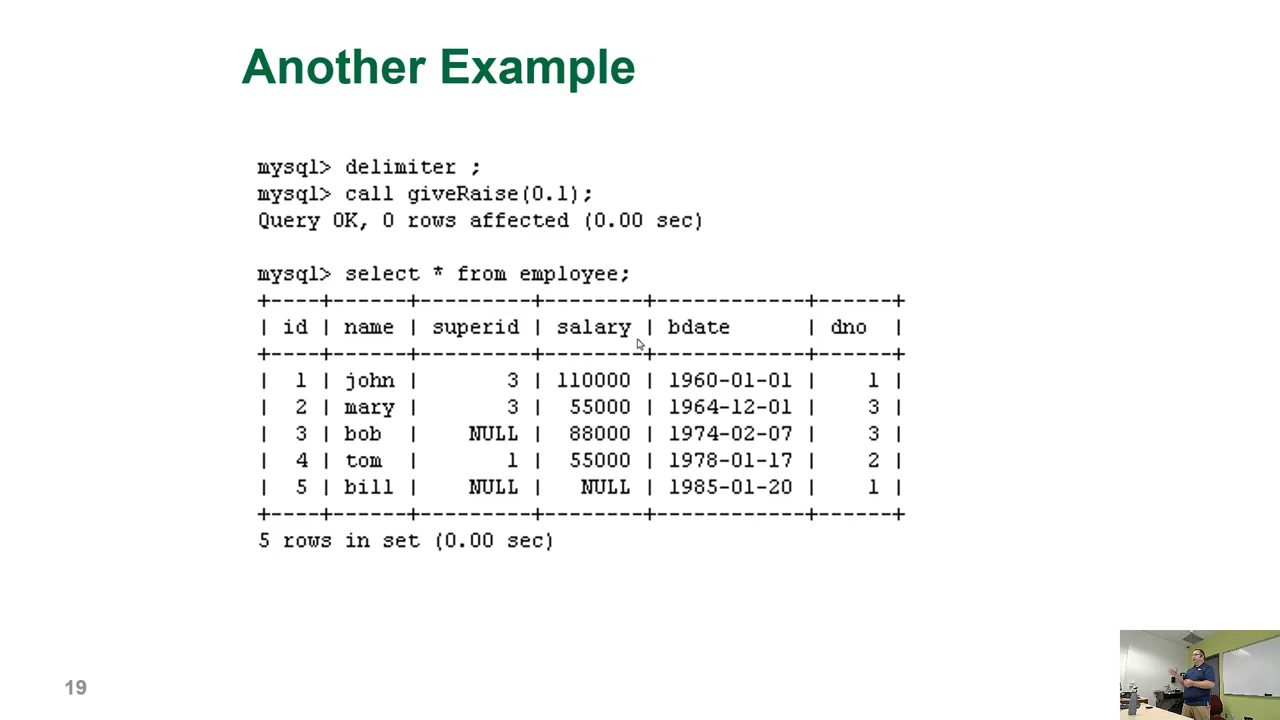 Another Example
mysql> delimiter ;
mysql> call giveRaise(0.1);
Query OK, 0 rows affected (0.00 sec)
mysql> select * from employee;
+----+------+---------+--------+------------+------+
| id | name | superid | salary | bdate      | dno  |
+----+------+---------+--------+------------+------+
|  1 | john |       3 | 110000 | 1960-01-01 |    1 |
|  2 | mary |       3 |  55000 | 1964-12-01 |    3 |
|  3 | bob  |    NULL |  88000 | 1974-02-07 |    3 |
|  4 | tom  |       1 |  55000 | 1978-01-17 |    2 |
|  5 | bill |    NULL |   NULL | 1985-01-20 |    1 |
+----+------+---------+--------+------------+------+
5 rows in set (0.00 sec)
19